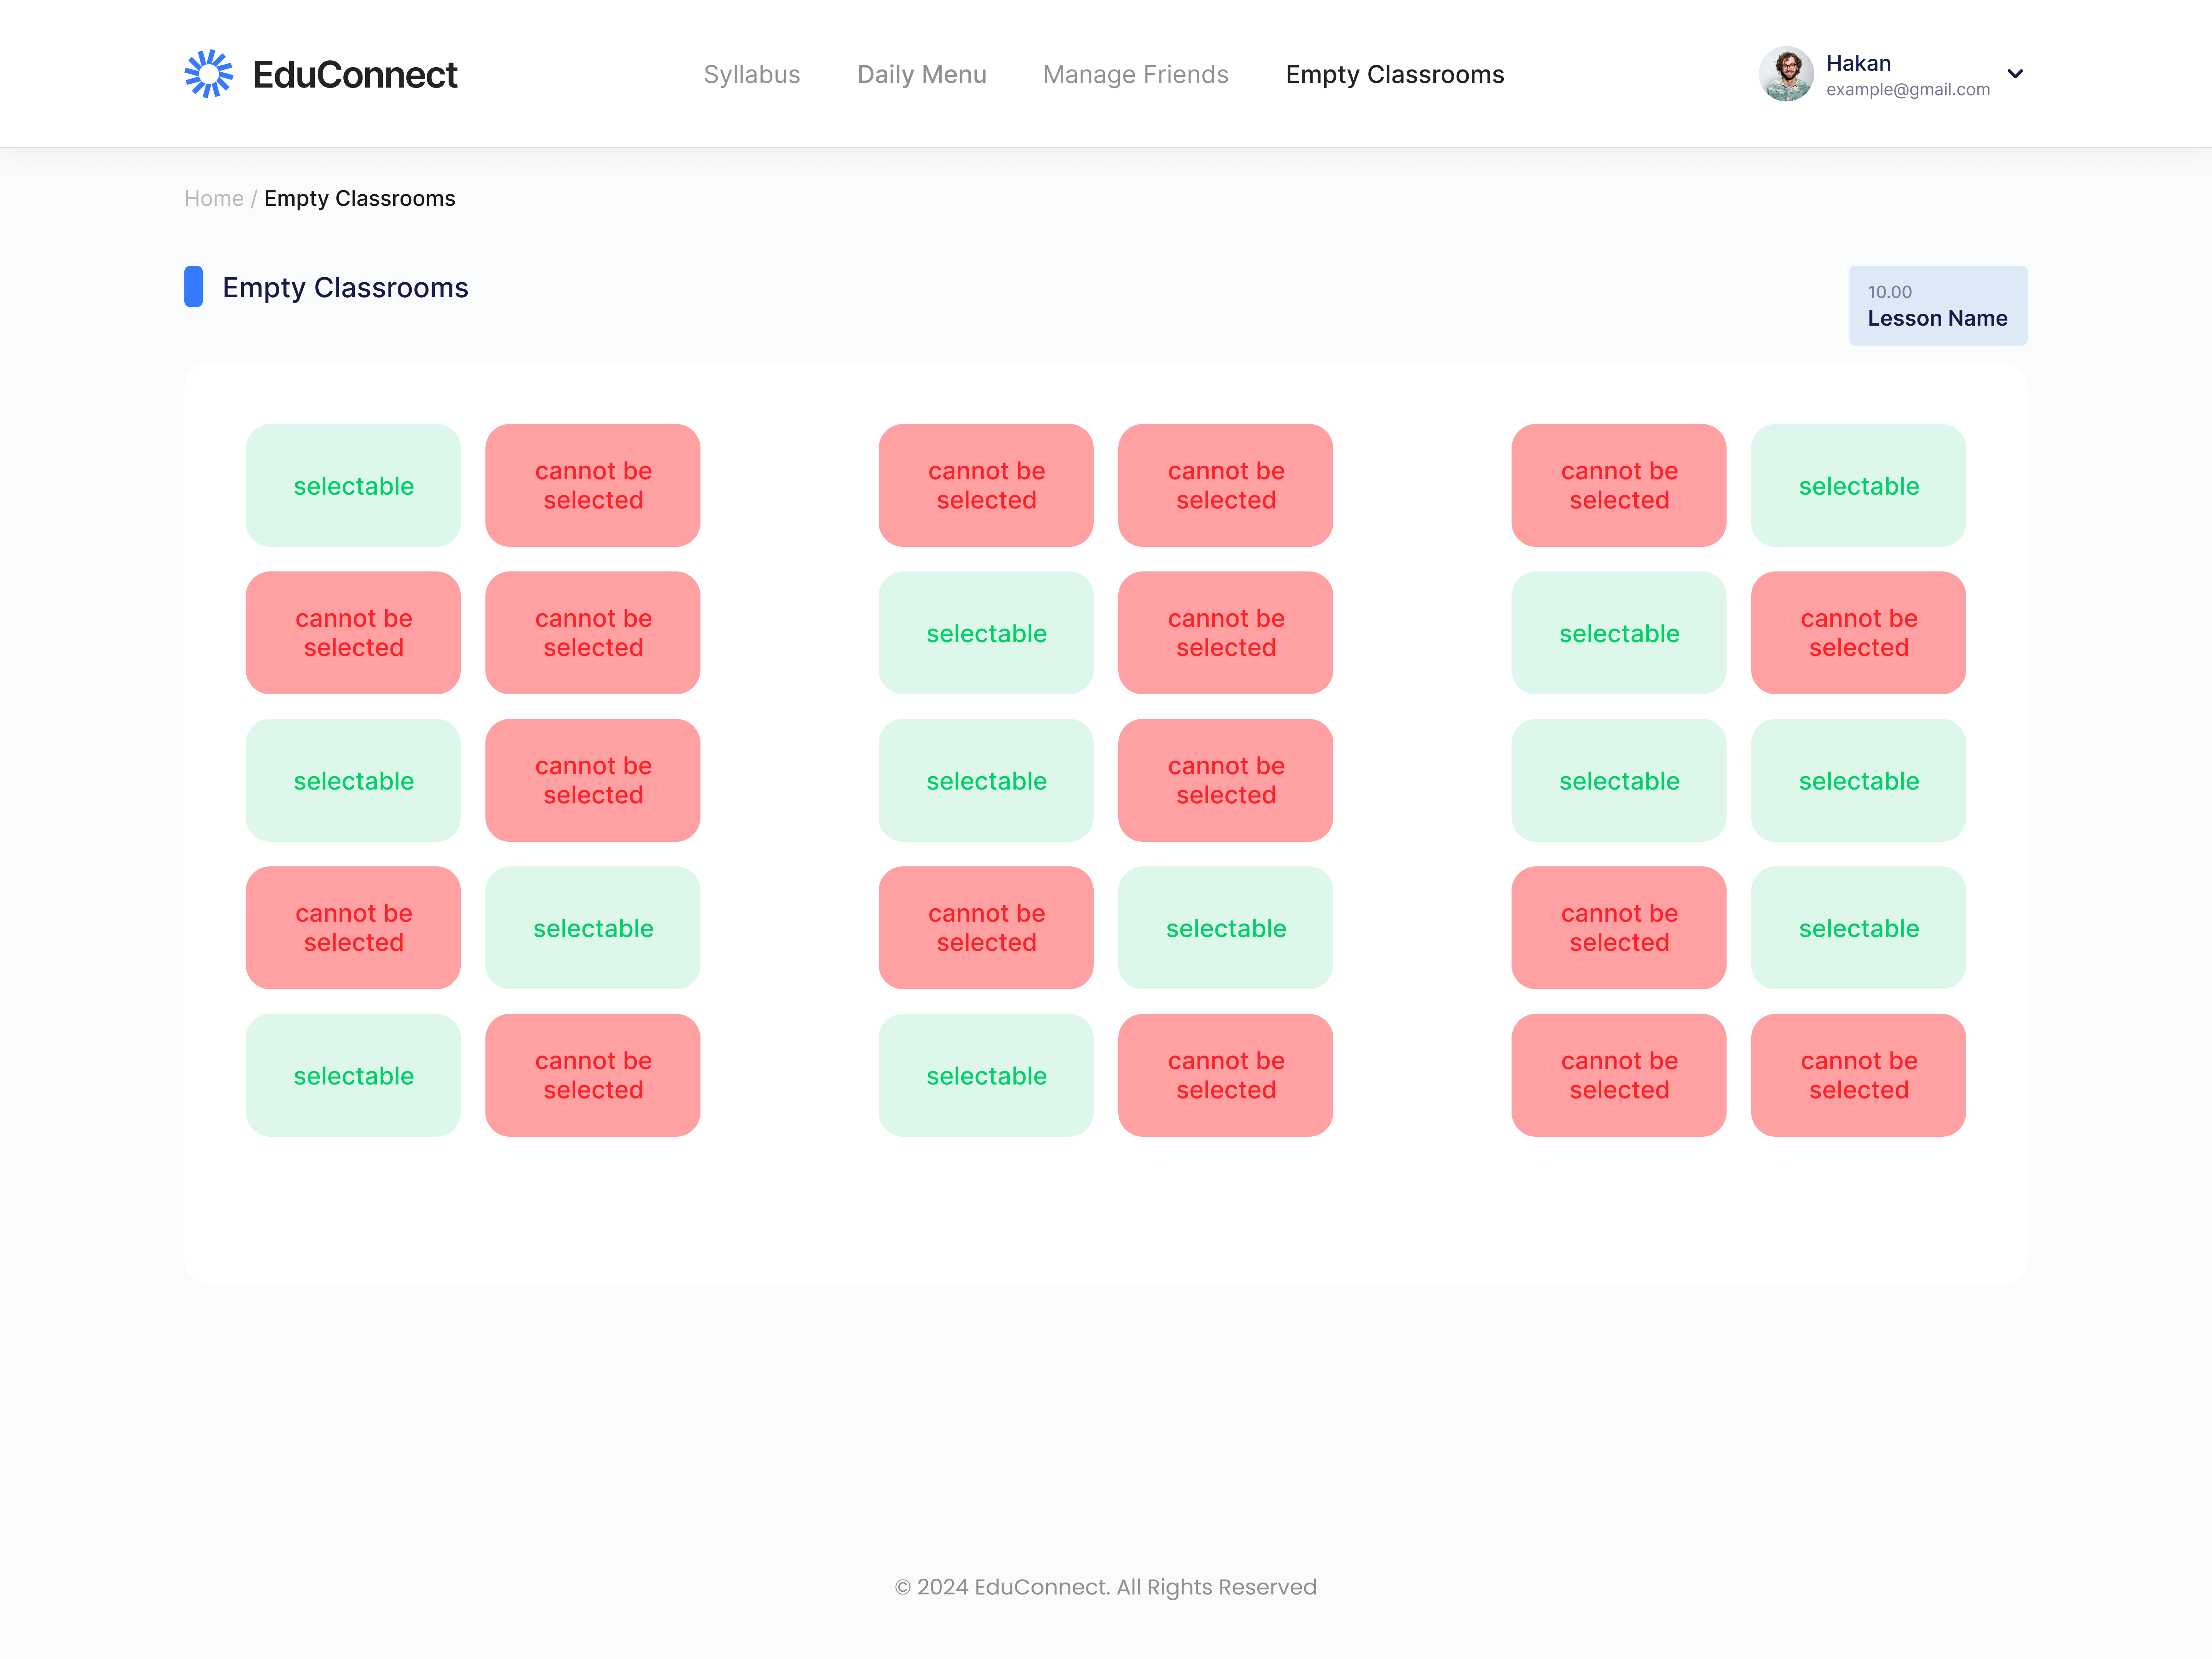 EduConnect
Syllabus
Daily Menu
Manage Friends
Empty Classrooms
Hakan
example@gmail.com
Home / Empty Classrooms
Empty Classrooms
10.00
Lesson Name
selectable
cannot be
selected
cannot be
selected
cannot be
selected
cannot be
selected
selectable
cannot be
selected
cannot be
selected
selectable
cannot be
selected
selectable
cannot be
selected
selectable
cannot be
selected
selectable
cannot be
selected
selectable
selectable
cannot be
selected
selectable
cannot be
selected
selectable
cannot be
selected
selectable
selectable
cannot be
selected
selectable
cannot be
selected
cannot be
selected
cannot be
selected
© 2024 EduConnect. All Rights Reserved